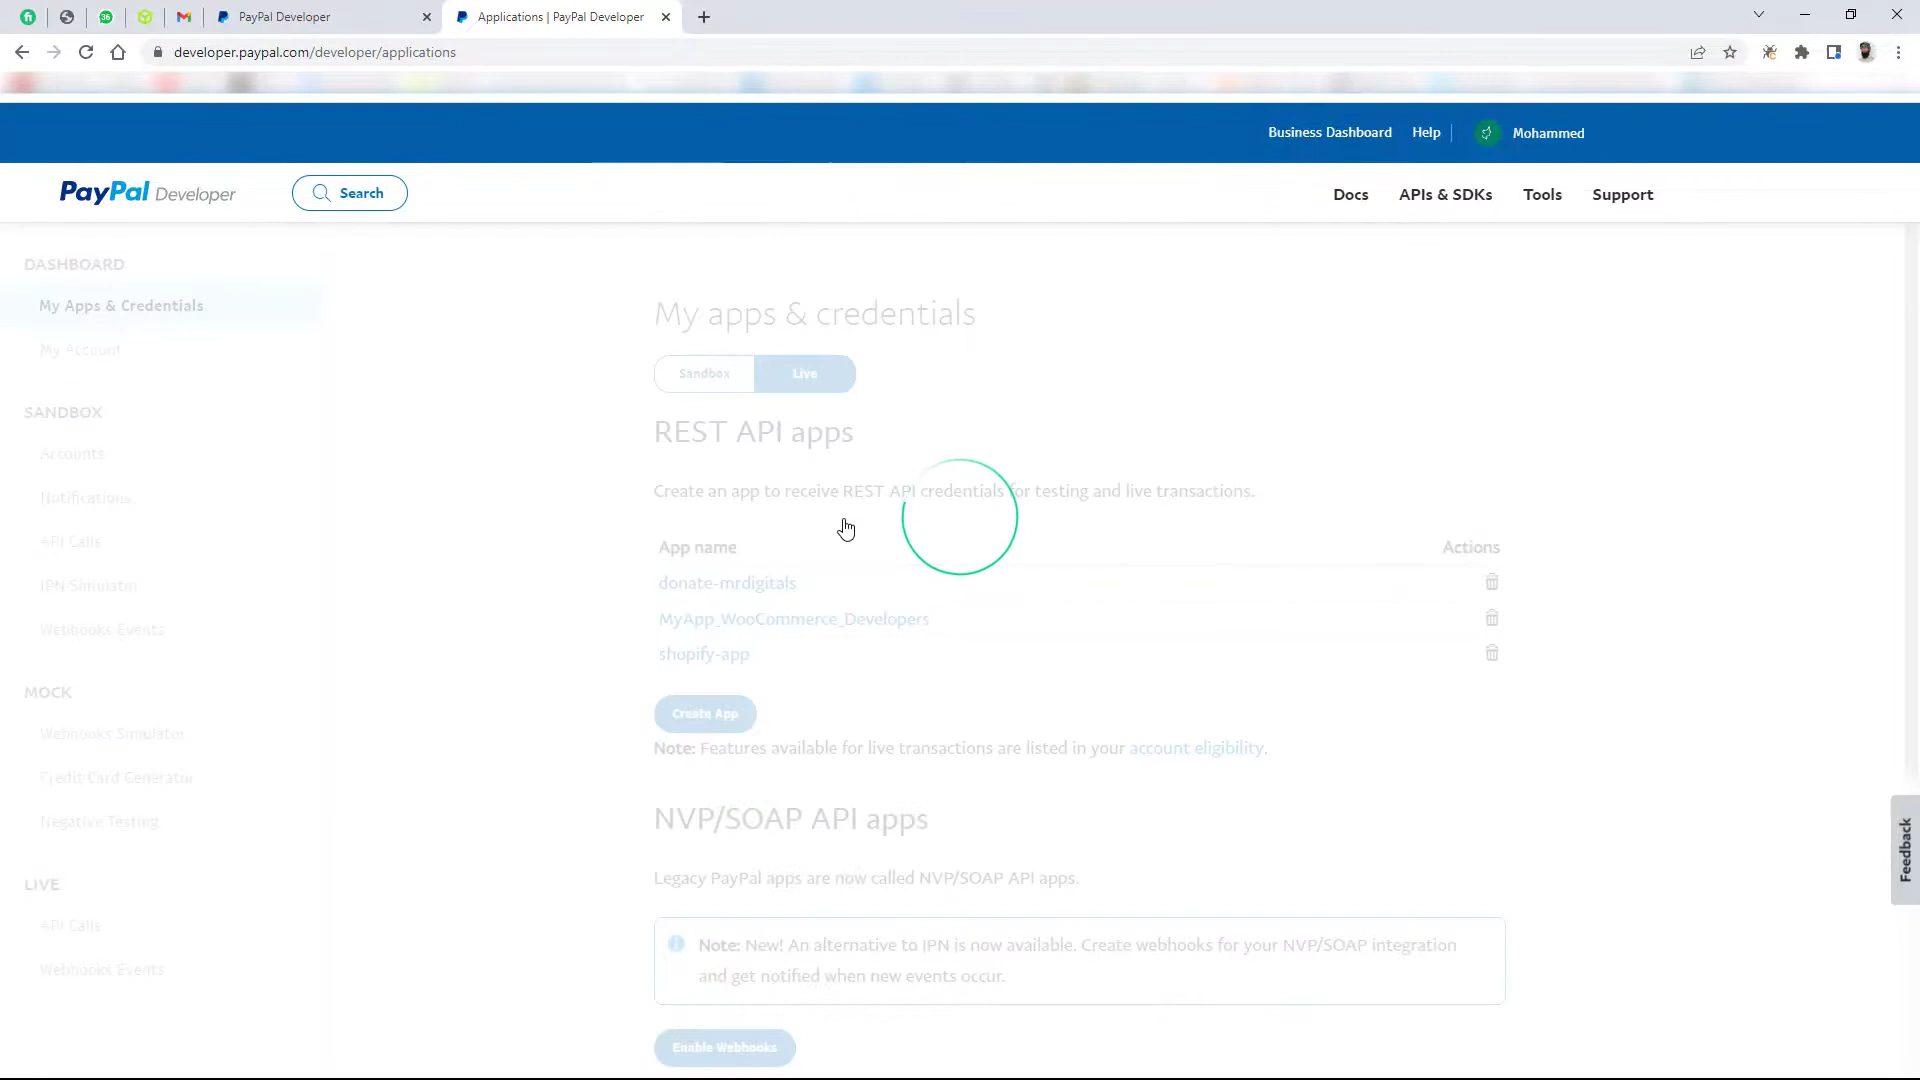 36
PayPal Developer
Applications | PayPal Developer
developer.paypal.com/developer/applications
Business Dashboard Help Mohammed
PayPal Developer Search Docs APIs & SDKs Tools Support
DASHBOARD
My Apps & Credentials
My Account
SANDBOX
Accounts
Notifications
API Calls
IPN Simulator
Webhooks Events
MOCK
Webhooks Simulator
Credit Card Generator
Negative Testing
LIVE
API Calls
Webhooks Events
My apps & credentials
Sandbox Live
REST API apps
Create an app to receive REST API credentials for testing and live transactions.
App name Actions
donate-mrdigitals
MyApp_WooCommerce_Developers
shopify-app
Create App
Note: Features available for live transactions are listed in your account eligibility.
NVP/SOAP API apps
Legacy PayPal apps are now called NVP/SOAP API apps.
Note: New! An alternative to IPN is now available. Create webhooks for your NVP/SOAP integration
and get notified when new events occur.
Enable Webhooks
Feedback